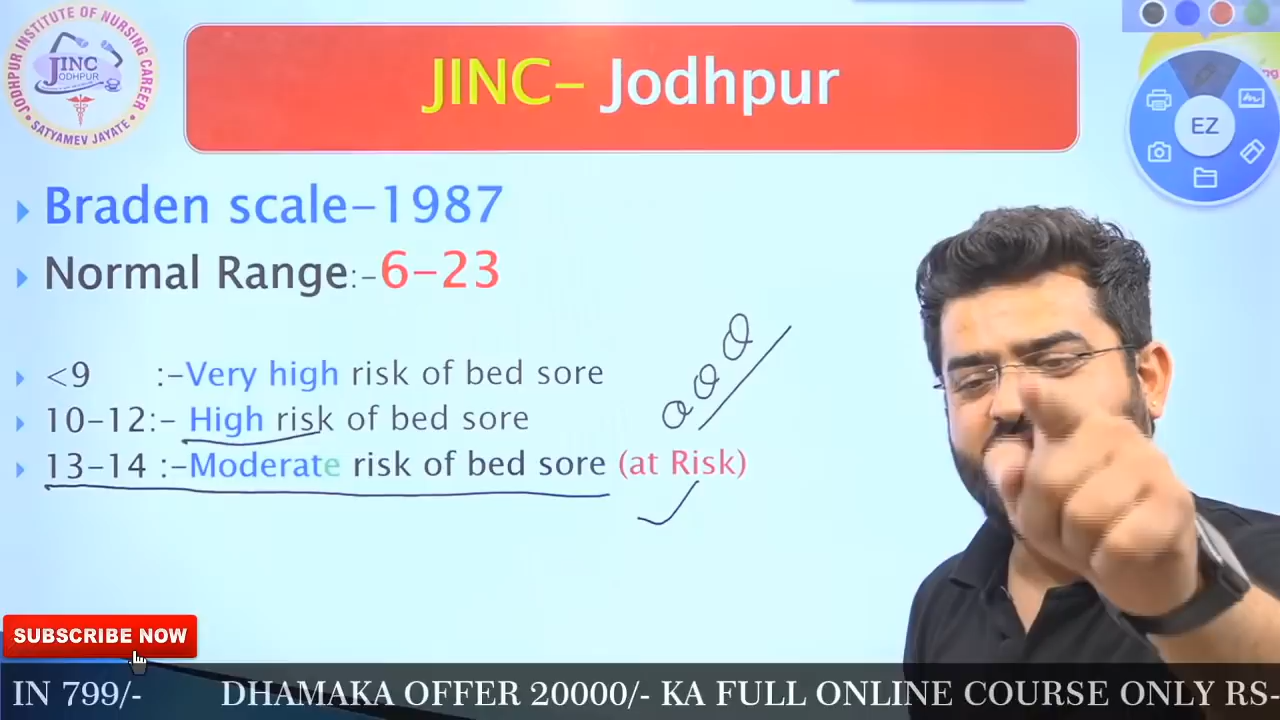 JODHPUR INSTITUTE OF NURSING CAREER
JINC
JODHPUR
SATYAMEV JAYATE
JINC- Jodhpur
EZ
Braden scale-1987
Normal Range:-6-23
<9 :-Very high risk of bed sore
10-12:- High risk of bed sore
13-14 :-Moderate risk of bed sore (at Risk)
SUBSCRIBE NOW
IN 799/- DHAMAKA OFFER 20000/- KA FULL ONLINE COURSE ONLY RS-